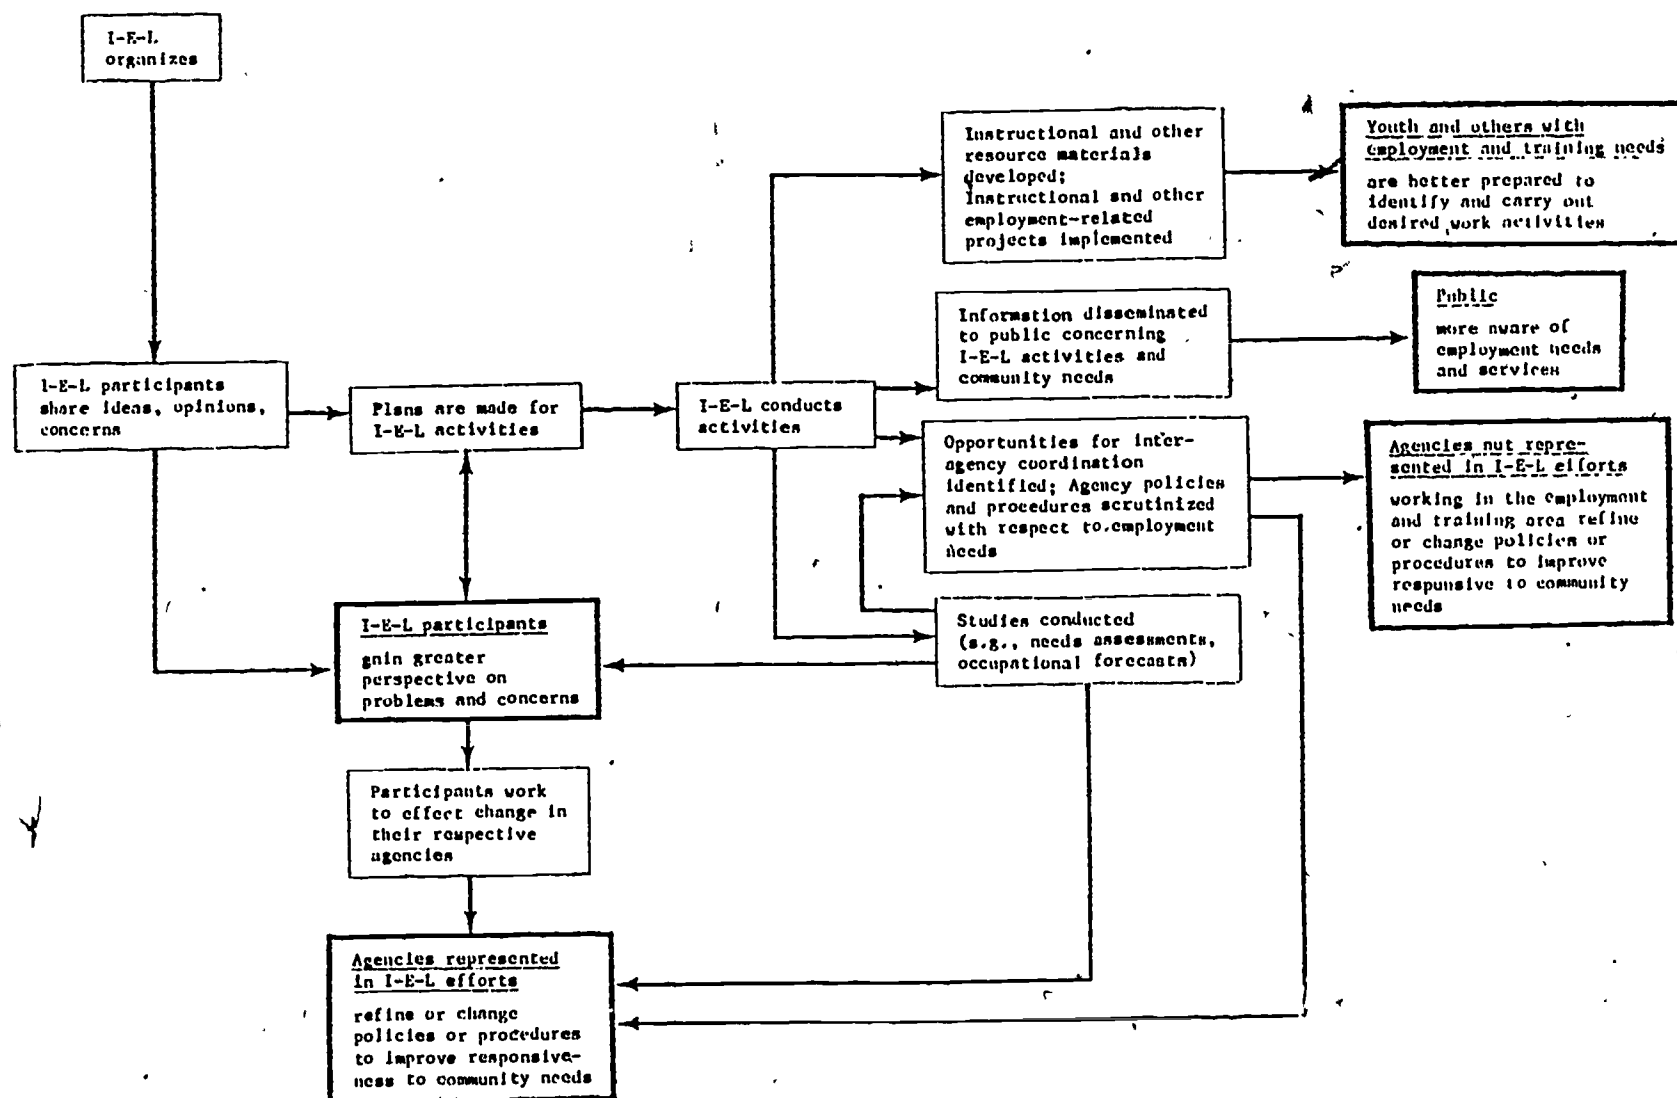 I-E-L
organizes
I-E-L participants
share ideas, opinions,
concerns
Plans are made for
I-E-L activities
I-E-L conducts
activities
Instructional and other
resource materials
developed;
Instructional and other
employment-related
projects implemented
Youth and others with
employment and training needs
are better prepared to
identify and carry out
desired work activities
Information disseminated
to public concerning
I-E-L activities and
community needs
Public
more aware of
employment needs
and services
Opportunities for inter-
agency coordination
identified; Agency policies
and procedures scrutinized
with respect to employment
needs
Agencies not repre-
sented in I-E-L efforts
working in the employment
and training area refine
or change policies or
procedures to improve
responsive to community
needs
Studies conducted
(e.g., needs assessments,
occupational forecasts)
I-E-L participants
gain greater
perspective on
problems and concerns
Participants work
to effect change in
their respective
agencies
Agencies represented
in I-E-L efforts
refine or change
policies or procedures
to improve responsive-
ness to community needs